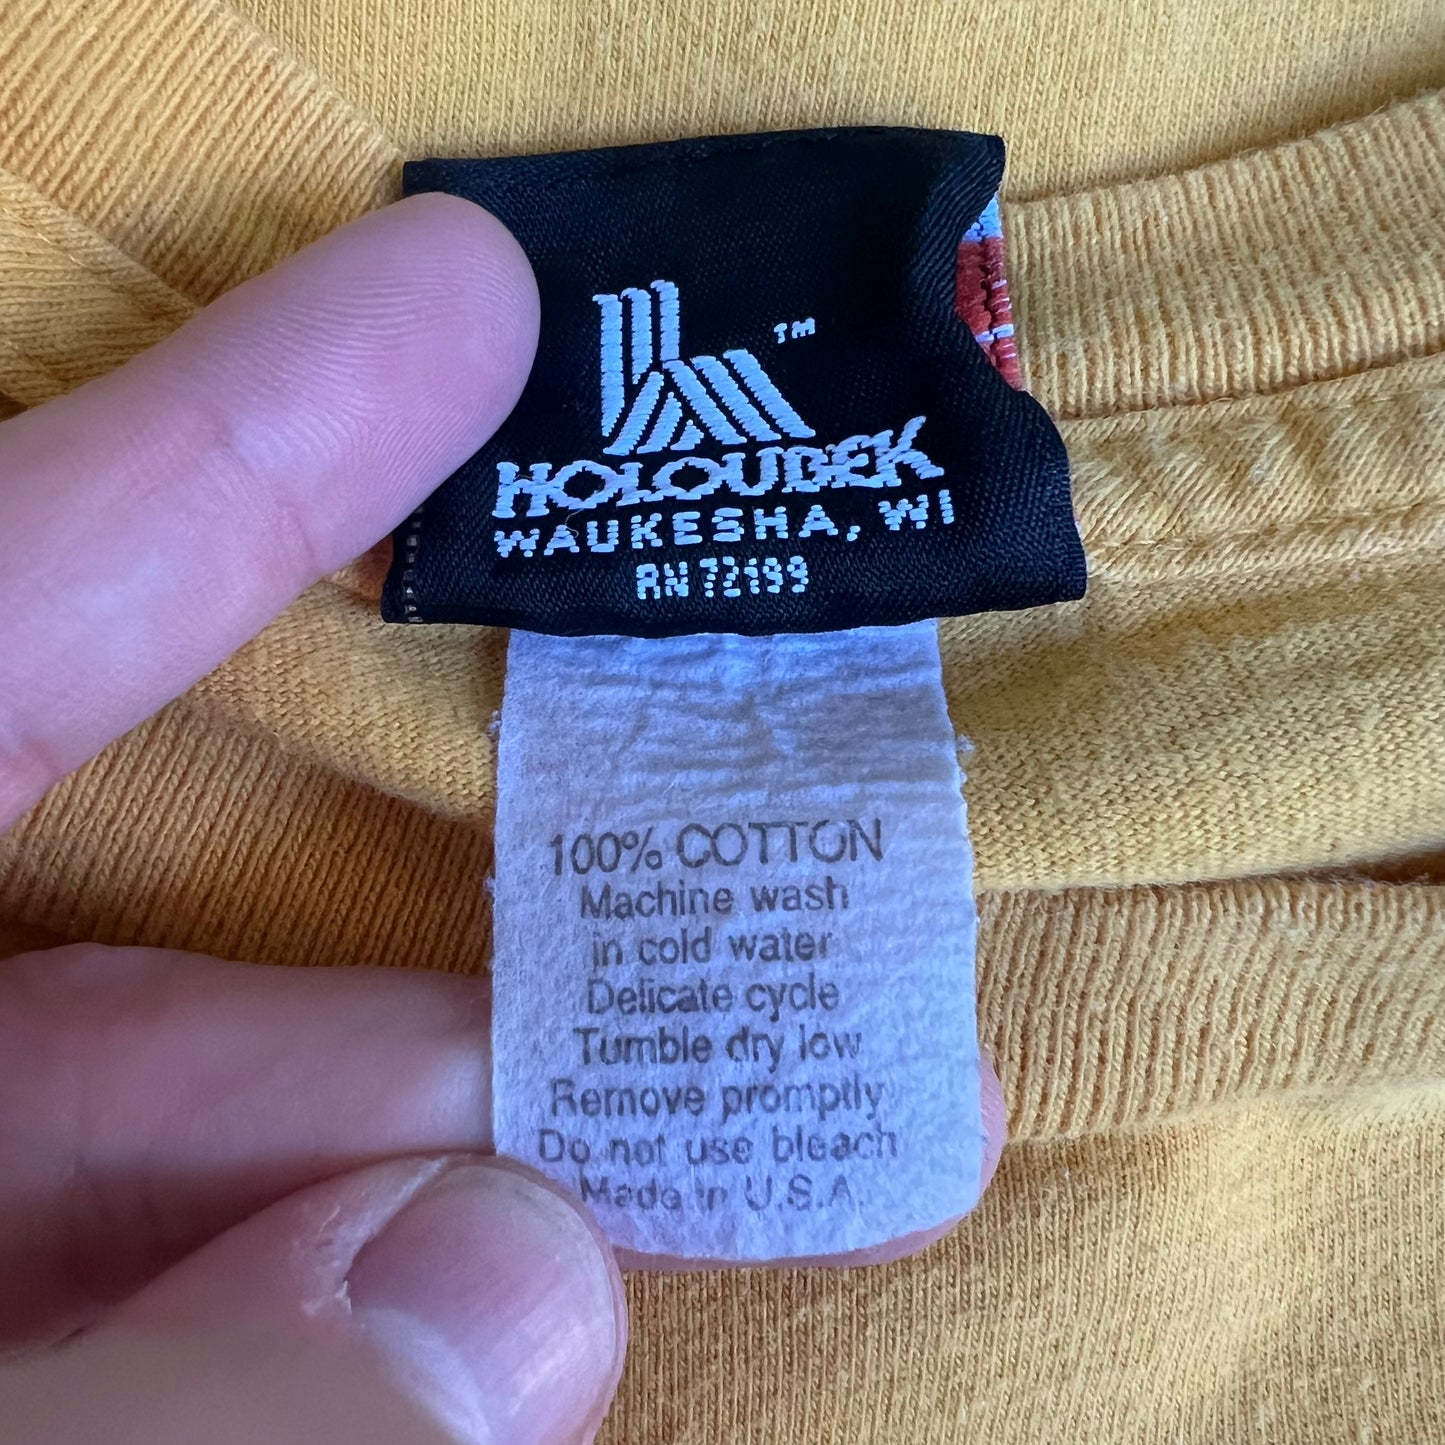 TM
HOLOUBEK
WAUKESHA, WI
RN 72199
100% COTTON
Machine wash
in cold water
Delicate cycle
Tumble dry low
Remove promptly
Do not use bleach
Made in U.S.A.